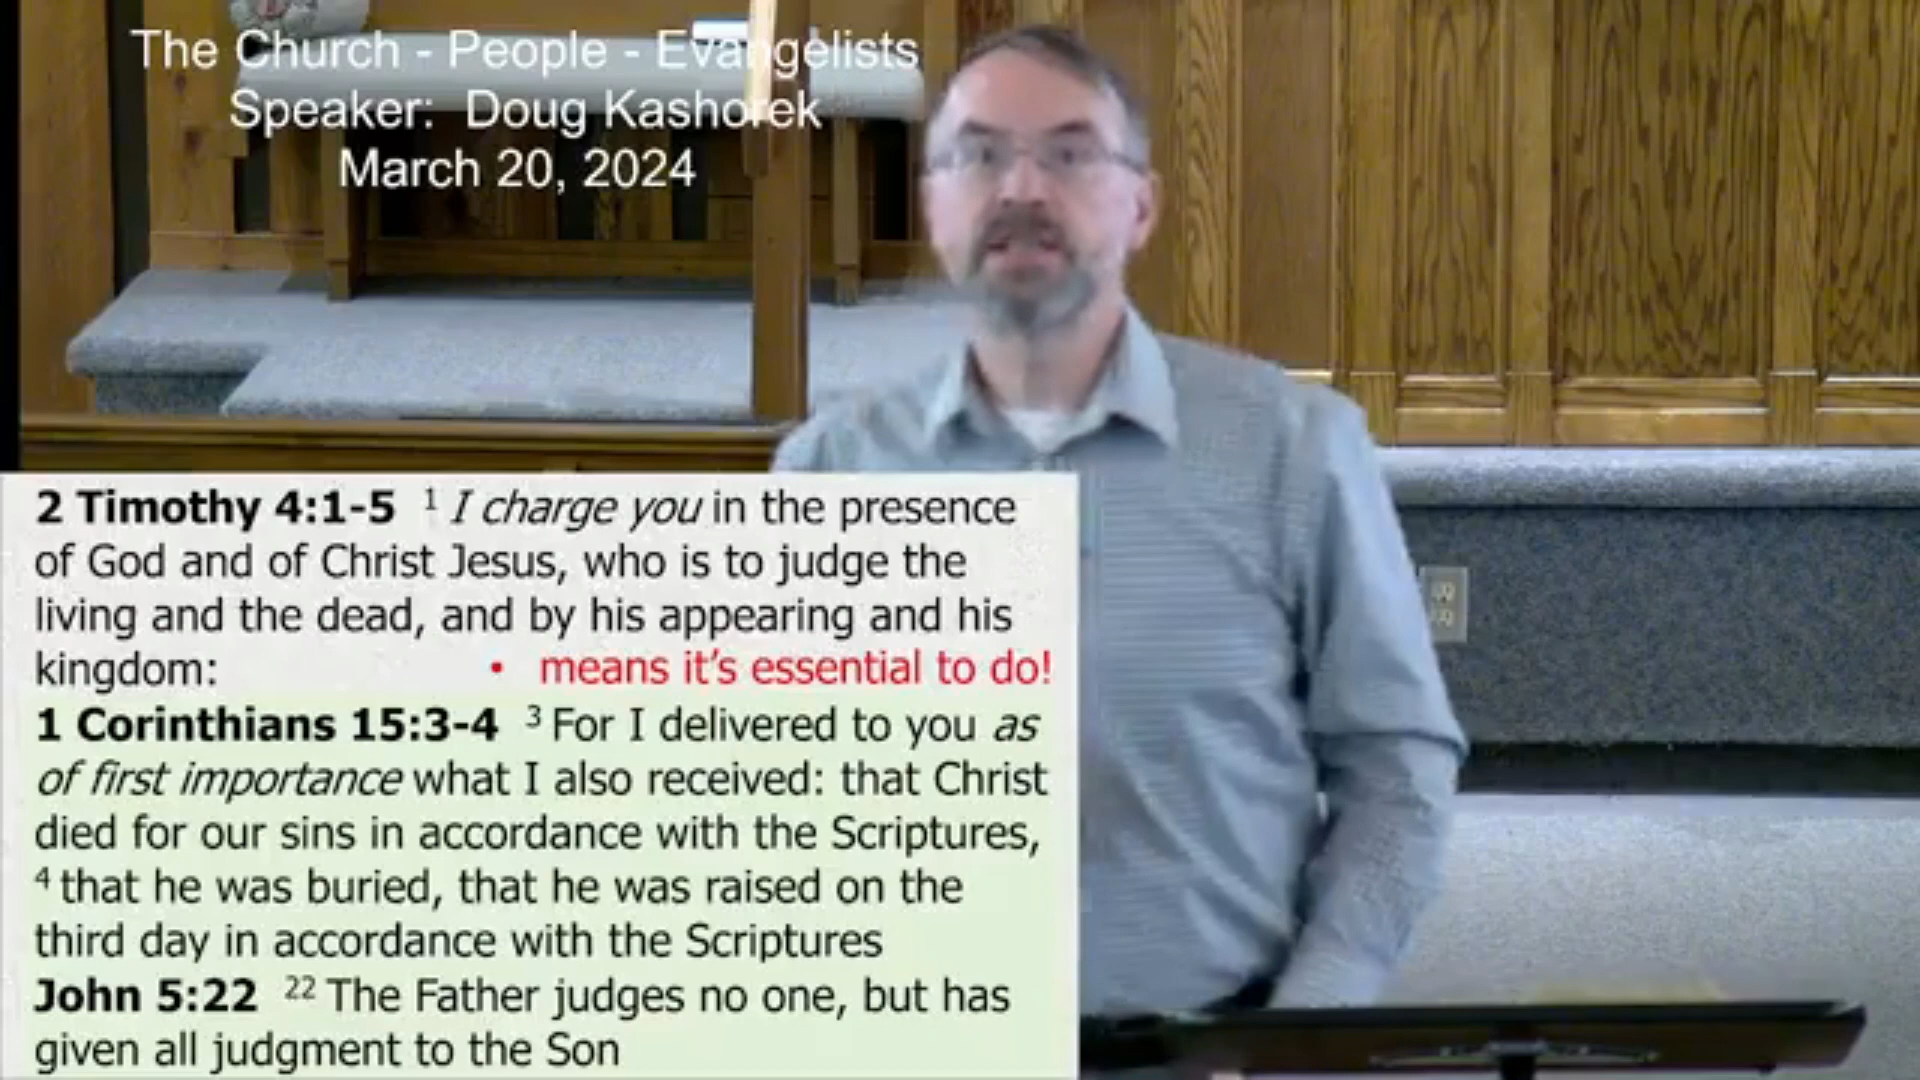 The Church - People - Evangelists
Speaker:  Doug Kashorek
March 20, 2024
2 Timothy 4:1-5 1 I charge you in the presence
of God and of Christ Jesus, who is to judge the
living and the dead, and by his appearing and his
kingdom: • means it’s essential to do!
1 Corinthians 15:3-4 3 For I delivered to you as
of first importance what I also received: that Christ
died for our sins in accordance with the Scriptures,
4 that he was buried, that he was raised on the
third day in accordance with the Scriptures
John 5:22 22 The Father judges no one, but has
given all judgment to the Son